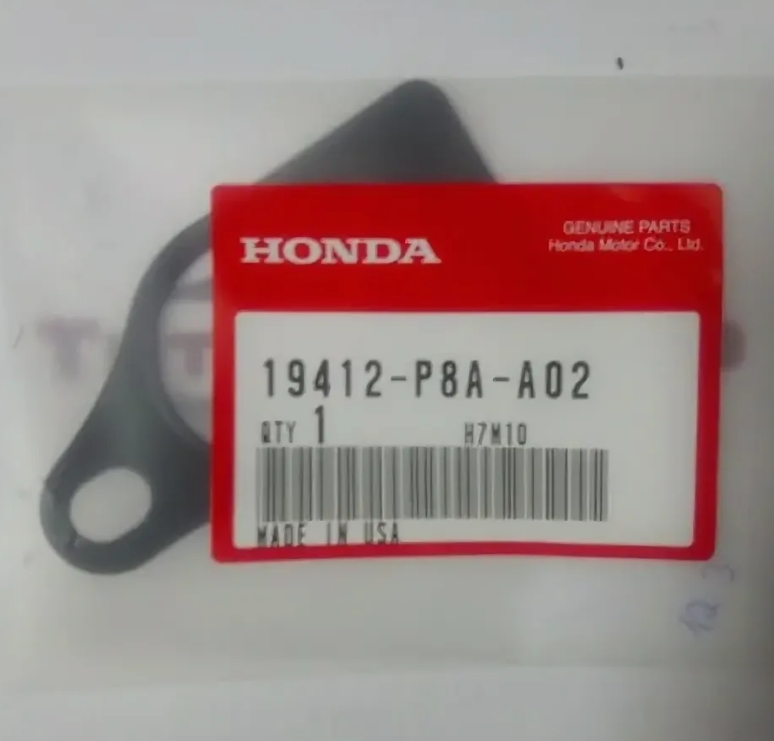 HONDA
GENUINE PARTS
Honda Motor Co., Ltd.
19412-P8A-A02
QTY 1 H7M10
MADE IN USA